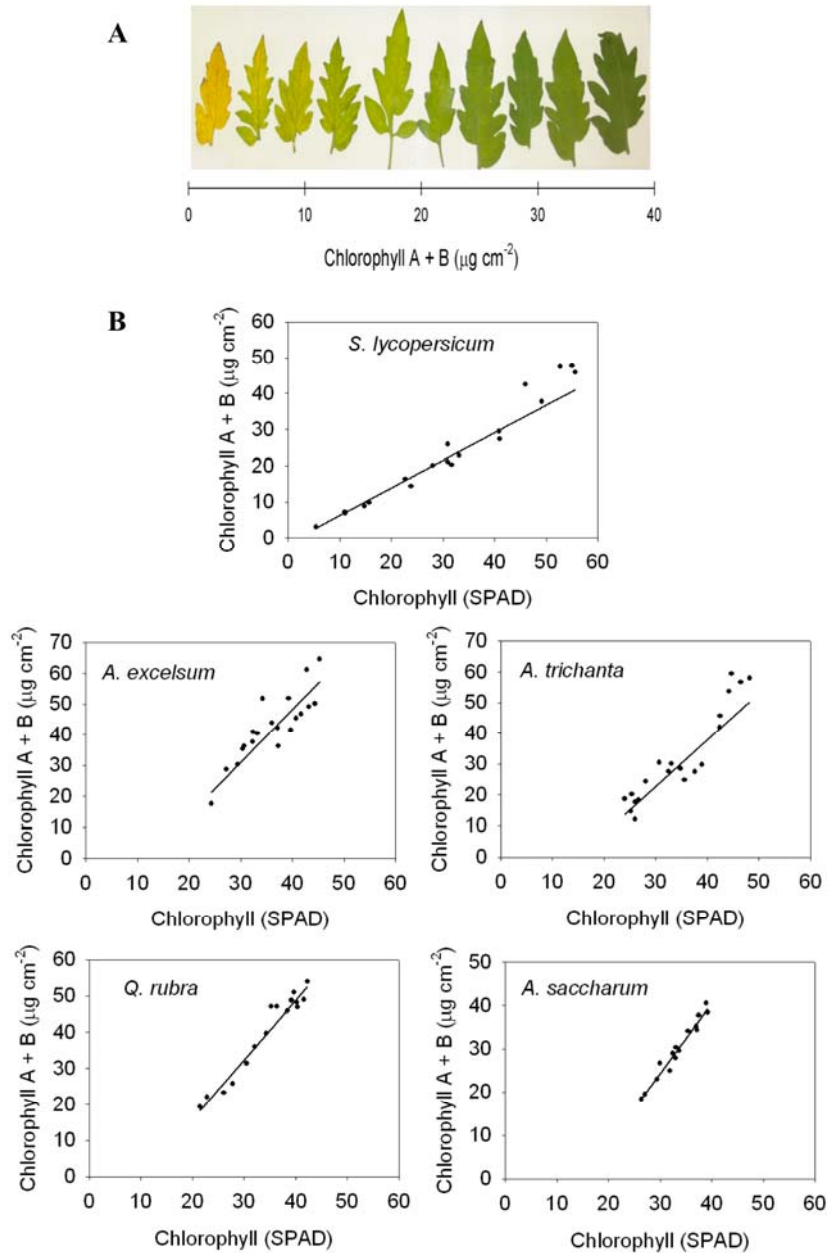 A
0 10 20 30 40
Chlorophyll A + B (µg cm-2)
B
60
50
40
30
20
10
0
Chlorophyll A + B (µg cm-2)
S. lycopersicum
0 10 20 30 40 50 60
Chlorophyll (SPAD)
70
60
50
40
30
20
10
0
Chlorophyll A + B (µg cm-2)
A. excelsum
0 10 20 30 40 50 60
Chlorophyll (SPAD)
70
60
50
40
30
20
10
0
Chlorophyll A + B (µg cm-2)
A. trichanta
0 10 20 30 40 50 60
Chlorophyll (SPAD)
60
50
40
30
20
10
0
Chlorophyll A + B (µg cm-2)
Q. rubra
0 10 20 30 40 50 60
Chlorophyll (SPAD)
50
40
30
20
10
0
Chlorophyll A + B (µg cm-2)
A. saccharum
0 10 20 30 40 50 60
Chlorophyll (SPAD)